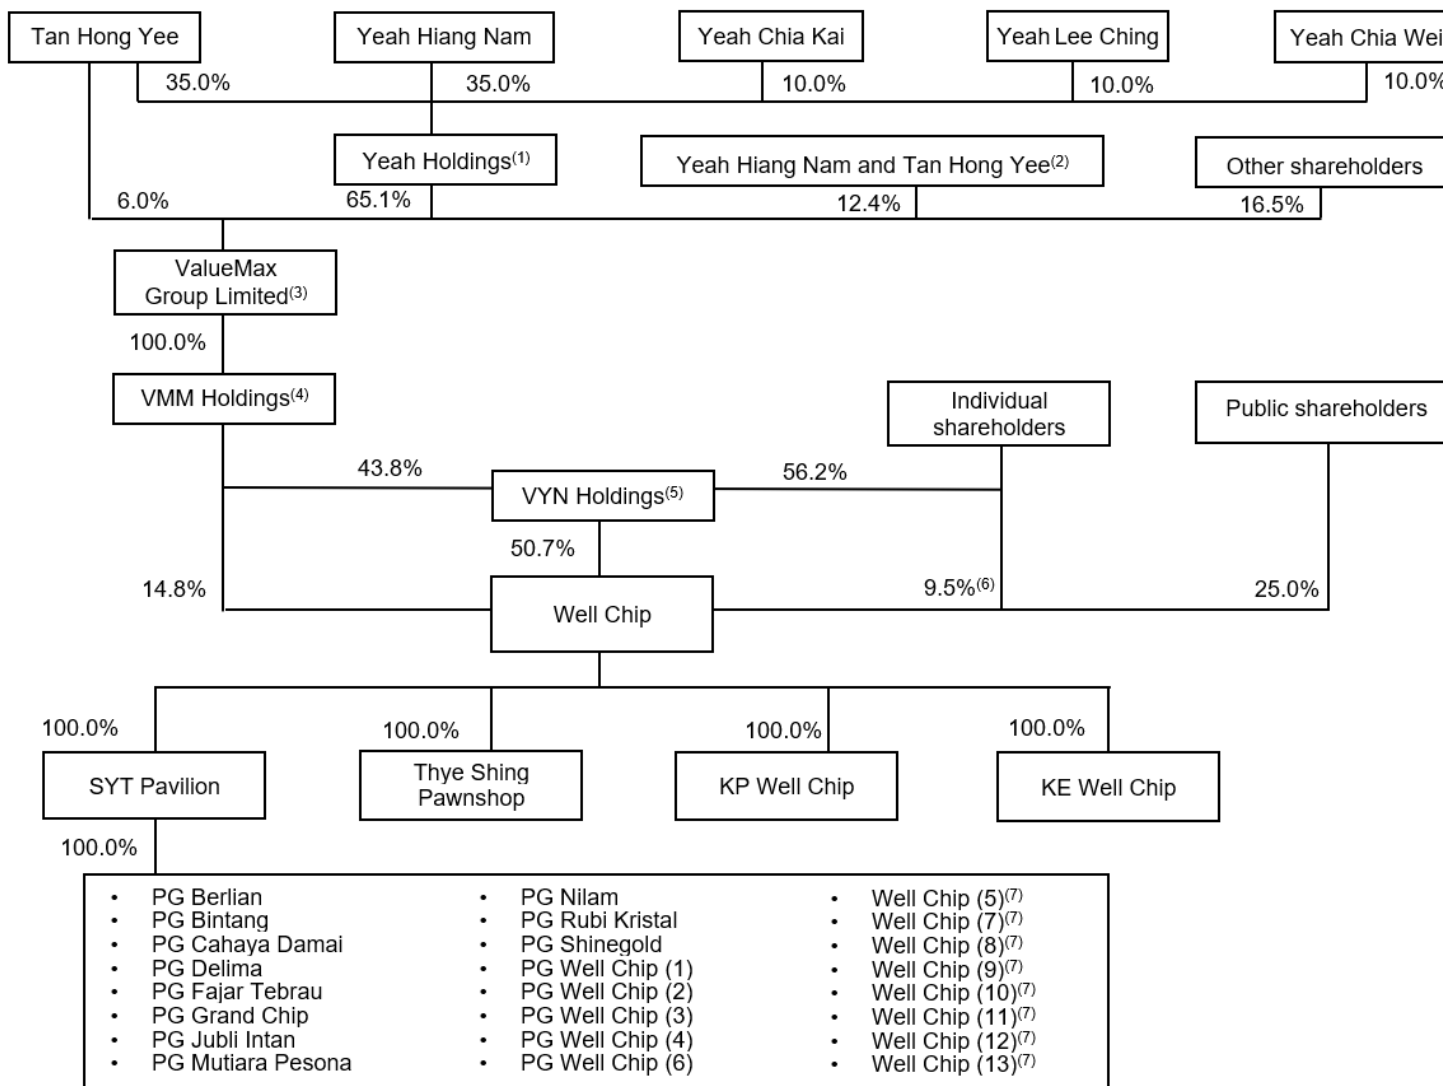 Tan Hong Yee
Yeah Hiang Nam
Yeah Chia Kai
Yeah Lee Ching
Yeah Chia Wei
35.0%
35.0%
10.0%
10.0%
10.0%
Yeah Holdings(1)
Yeah Hiang Nam and Tan Hong Yee(2)
Other shareholders
6.0%
65.1%
12.4%
16.5%
ValueMax
Group Limited(3)
100.0%
VMM Holdings(4)
Individual
shareholders
Public shareholders
43.8%
VYN Holdings(5)
56.2%
50.7%
14.8%
Well Chip
9.5%(6)
25.0%
100.0%
100.0%
100.0%
100.0%
SYT Pavilion
Thye Shing
Pawnshop
KP Well Chip
KE Well Chip
100.0%
• PG Berlian
• PG Bintang
• PG Cahaya Damai
• PG Delima
• PG Fajar Tebrau
• PG Grand Chip
• PG Jubli Intan
• PG Mutiara Pesona
• PG Nilam
• PG Rubi Kristal
• PG Shinegold
• PG Well Chip (1)
• PG Well Chip (2)
• PG Well Chip (3)
• PG Well Chip (4)
• PG Well Chip (6)
• Well Chip (5)(7)
• Well Chip (7)(7)
• Well Chip (8)(7)
• Well Chip (9)(7)
• Well Chip (10)(7)
• Well Chip (11)(7)
• Well Chip (12)(7)
• Well Chip (13)(7)